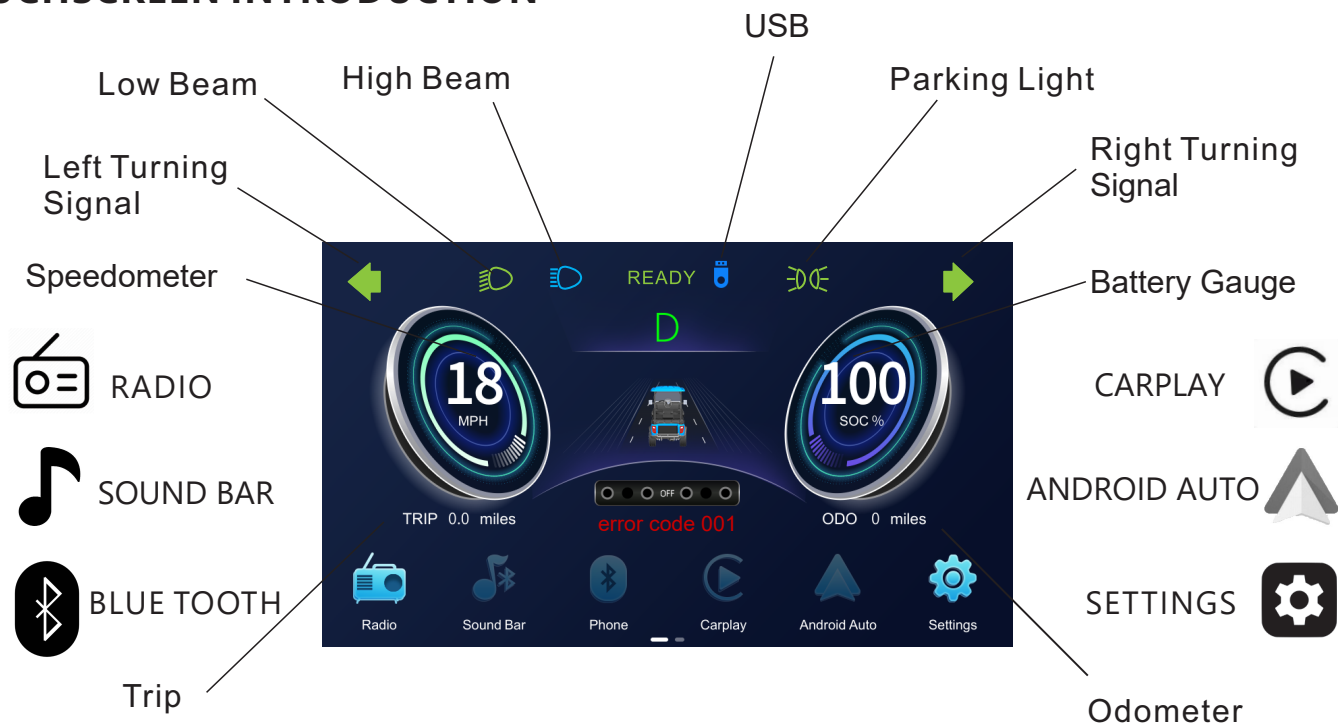 INTRODUCTION
USB
Low Beam
High Beam
Parking Light
Left Turning
Signal
Right Turning
Signal
Speedometer
Battery Gauge
READY
D
18
MPH
100
SOC %
RADIO
CARPLAY
SOUND BAR
ANDROID AUTO
OFF
TRIP 0.0 miles
error code 001
ODO 0 miles
BLUE TOOTH
SETTINGS
Radio
Sound Bar
Phone
Carplay
Android Auto
Settings
Trip
Odometer